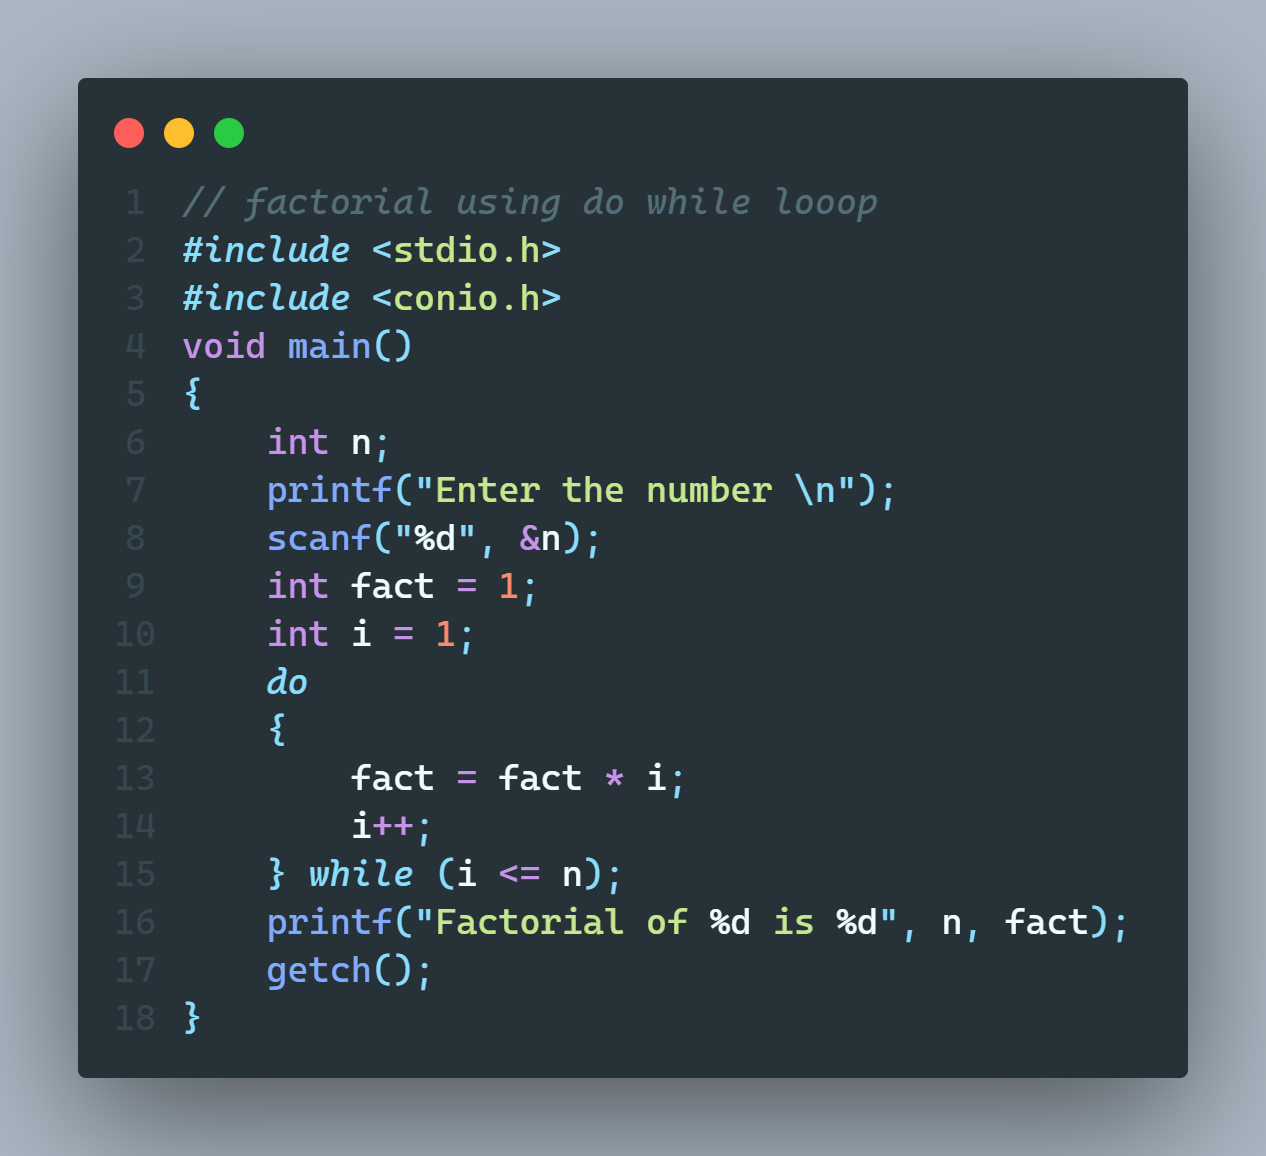 1 // factorial using do while looop
2 #include <stdio.h>
3 #include <conio.h>
4 void main()
5 {
6     int n;
7     printf("Enter the number \n");
8     scanf("%d", &n);
9     int fact = 1;
10     int i = 1;
11     do
12     {
13         fact = fact * i;
14         i++;
15     } while (i <= n);
16     printf("Factorial of %d is %d", n, fact);
17     getch();
18 }